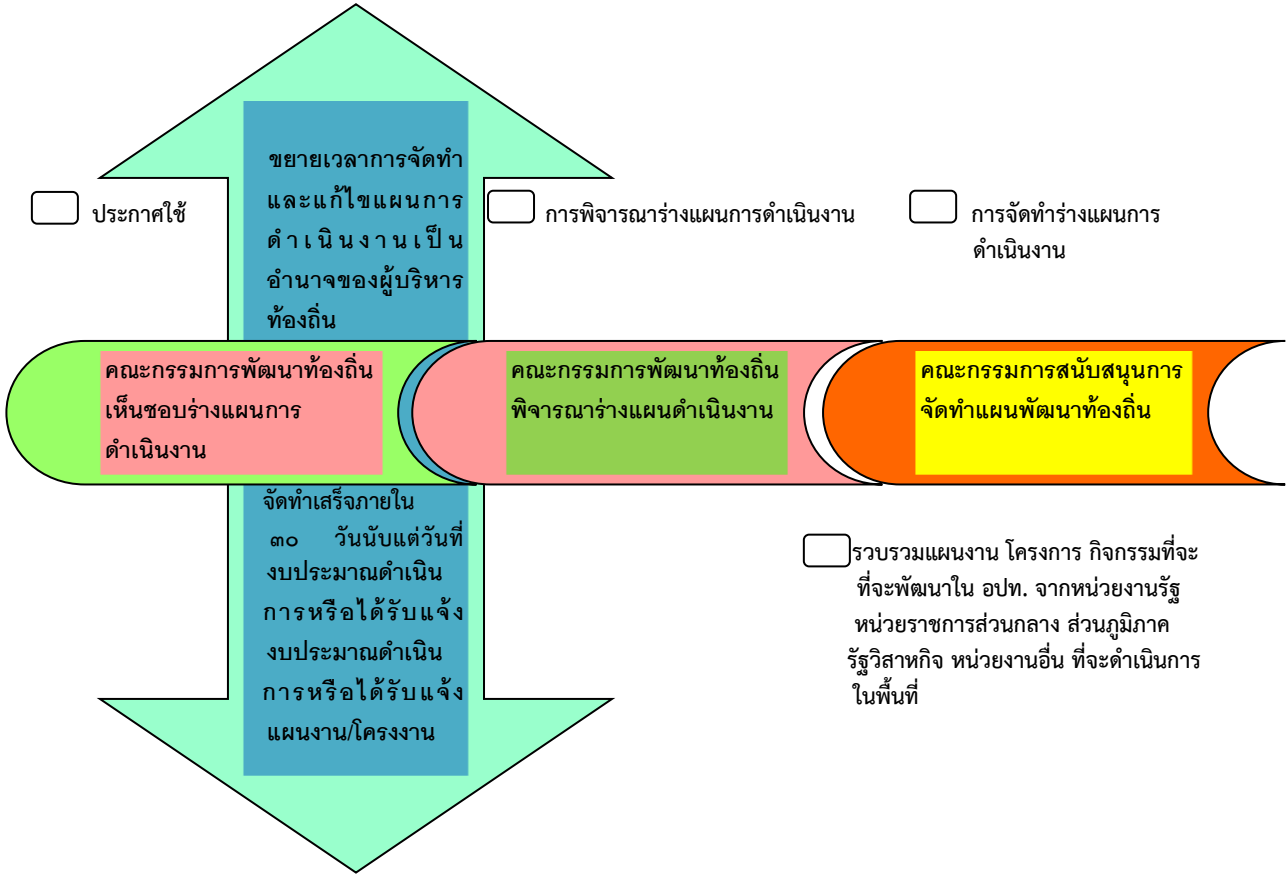 ขยายเวลาการจัดทำ
และแก้ไขแผนการ
ดำเนินงานเป็น
อำนาจของผู้บริหาร
ท้องถิ่น
ประกาศใช้
การพิจารณาร่างแผนการดำเนินงาน
การจัดทำร่างแผนการ
ดำเนินงาน
คณะกรรมการพัฒนาท้องถิ่น
เห็นชอบร่างแผนการ
ดำเนินงาน
คณะกรรมการพัฒนาท้องถิ่น
พิจารณาร่างแผนดำเนินงาน
คณะกรรมการสนับสนุนการ
จัดทำแผนพัฒนาท้องถิ่น
จัดทำเสร็จภายใน
๓๐ วันนับแต่วันที่
งบประมาณดำเนิน
การหรือได้รับแจ้ง
งบประมาณดำเนิน
การหรือได้รับแจ้ง
แผนงาน/โครงงาน
รวบรวมแผนงาน โครงการ กิจกรรมที่จะ
ที่จะพัฒนาใน อปท. จากหน่วยงานรัฐ
หน่วยราชการส่วนกลาง ส่วนภูมิภาค
รัฐวิสาหกิจ หน่วยงานอื่น ที่จะดำเนินการ
ในพื้นที่